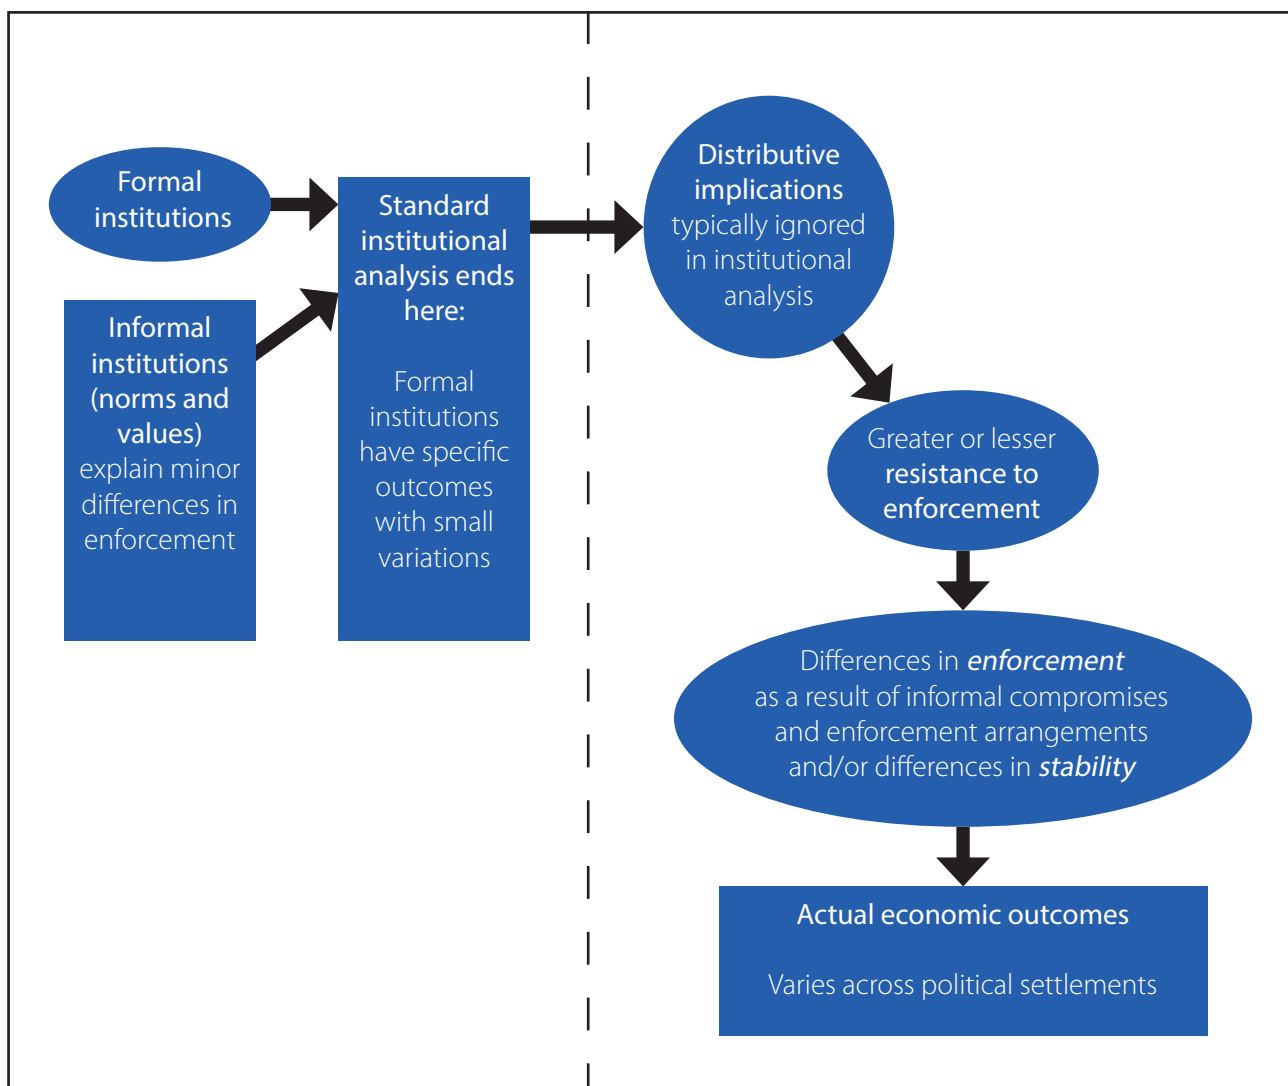 Formal
institutions
Informal
institutions
(norms and
values)
explain minor
differences in
enforcement
Standard
institutional
analysis ends
here:
Formal
institutions
have specific
outcomes
with small
variations
Distributive
implications
typically ignored
in institutional
analysis
Greater or lesser
resistance to
enforcement
Differences in enforcement
as a result of informal compromises
and enforcement arrangements
and/or differences in stability
Actual economic outcomes
Varies across political settlements